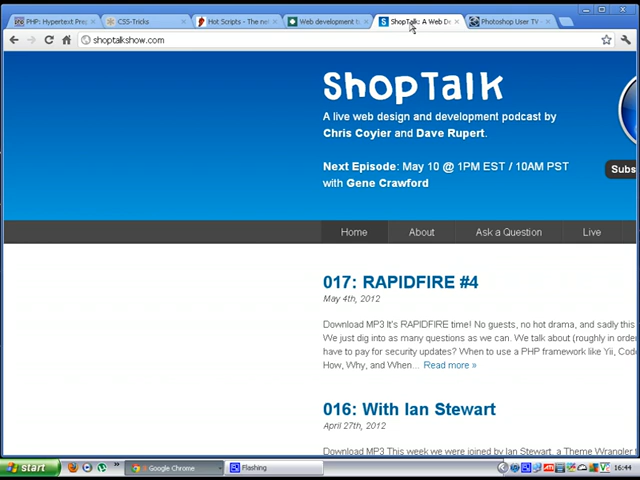 PHP: Hypertext Prep
CSS-Tricks
Hot Scripts - The net
Web development tu
ShopTalk: A Web De
Photoshop User TV -
shoptalkshow.com
ShopTalk
A live web design and development podcast by
Chris Coyier and Dave Rupert.
Next Episode: May 10 @ 1PM EST / 10AM PST
with Gene Crawford
Subs
Home
About
Ask a Question
Live
017: RAPIDFIRE #4
May 4th, 2012
Download MP3 It's RAPIDFIRE time! No guests, no hot drama, and sadly this
We just dig into as many questions as we can. We talk about (roughly in order
have to pay for security updates? When to use a PHP framework like Yii, Code
How, Why, and When... Read more »
016: With Ian Stewart
April 27th, 2012
Download MP3 This week we were joined by Ian Stewart, a Theme Wrangler
start
Google Chrome
Flashing
16:44